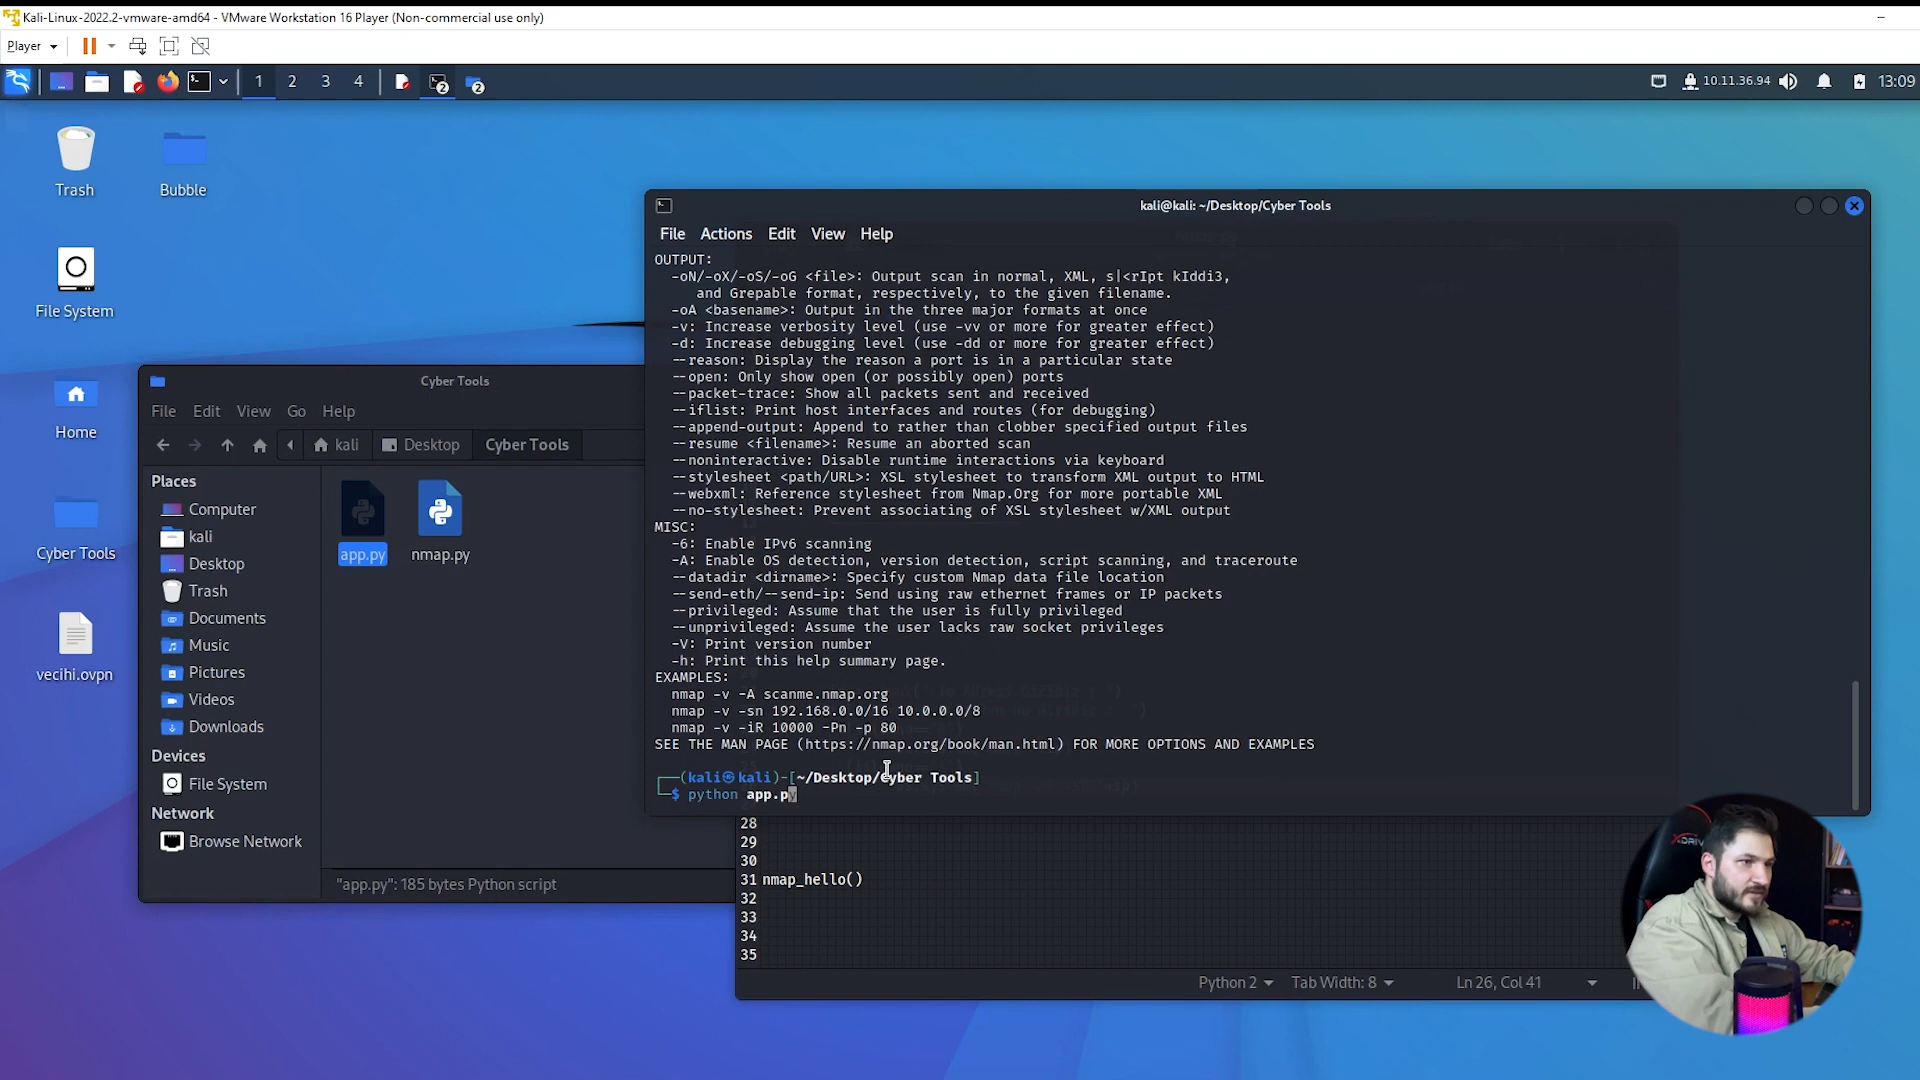 Kali-Linux-2022.2-vmware-amd64 - VMware Workstation 16 Player (Non-commercial use only)
Player
1 2 3 4
2
2
10.11.36.94
13:09
Trash
Bubble
File System
Home
Cyber Tools
vecihi.ovpn
Cyber Tools
File Edit View Go Help
kali Desktop Cyber Tools
Places
Computer
kali
Desktop
Trash
Documents
Music
Pictures
Videos
Downloads
Devices
File System
Network
Browse Network
app.py
nmap.py
"app.py": 185 bytes Python script
kali@kali: ~/Desktop/Cyber Tools
File Actions Edit View Help
OUTPUT:
-oN/-oX/-oS/-oG <file>: Output scan in normal, XML, s|<rIpt kIddi3,
and Grepable format, respectively, to the given filename.
-oA <basename>: Output in the three major formats at once
-v: Increase verbosity level (use -vv or more for greater effect)
-d: Increase debugging level (use -dd or more for greater effect)
--reason: Display the reason a port is in a particular state
--open: Only show open (or possibly open) ports
--packet-trace: Show all packets sent and received
--iflist: Print host interfaces and routes (for debugging)
--append-output: Append to rather than clobber specified output files
--resume <filename>: Resume an aborted scan
--noninteractive: Disable runtime interactions via keyboard
--stylesheet <path/URL>: XSL stylesheet to transform XML output to HTML
--webxml: Reference stylesheet from Nmap.Org for more portable XML
--no-stylesheet: Prevent associating of XSL stylesheet w/XML output
MISC:
-6: Enable IPv6 scanning
-A: Enable OS detection, version detection, script scanning, and traceroute
--datadir <dirname>: Specify custom Nmap data file location
--send-eth/--send-ip: Send using raw ethernet frames or IP packets
--privileged: Assume that the user is fully privileged
--unprivileged: Assume the user lacks raw socket privileges
-V: Print version number
-h: Print this help summary page.
EXAMPLES:
nmap -v -A scanme.nmap.org
nmap -v -sn 192.168.0.0/16 10.0.0.0/8
nmap -v -iR 10000 -Pn -p 80
SEE THE MAN PAGE (https://nmap.org/book/man.html) FOR MORE OPTIONS AND EXAMPLES
(kali㉿kali)-[~/Desktop/Cyber Tools]
$ python app.py
28
29
30
31 nmap_hello()
32
33
34
35
Python 2 Tab Width: 8 Ln 26, Col 41